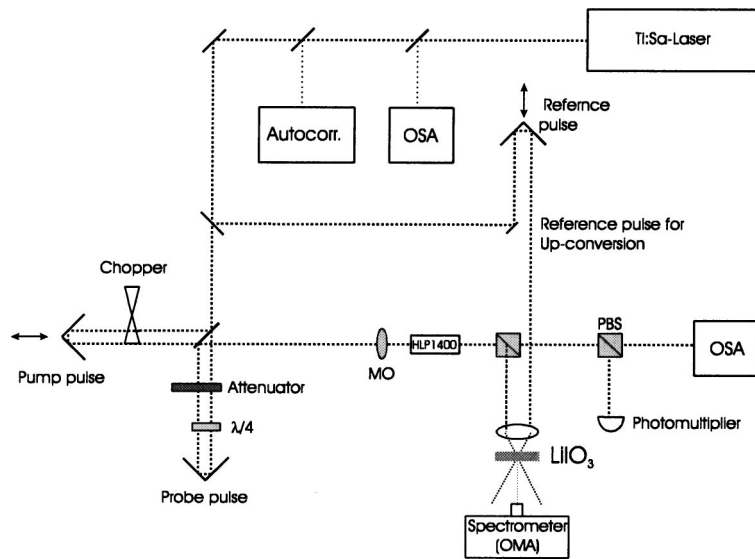 TI:Sa-Laser
Refernce
pulse
Autocorr.
OSA
Reference pulse for
Up-conversion
Chopper
PBS
HLP1400
OSA
MO
Pump pulse
Attenuator
λ/4
Photomultiplier
LiIO₃
Probe pulse
Spectrometer
(OMA)